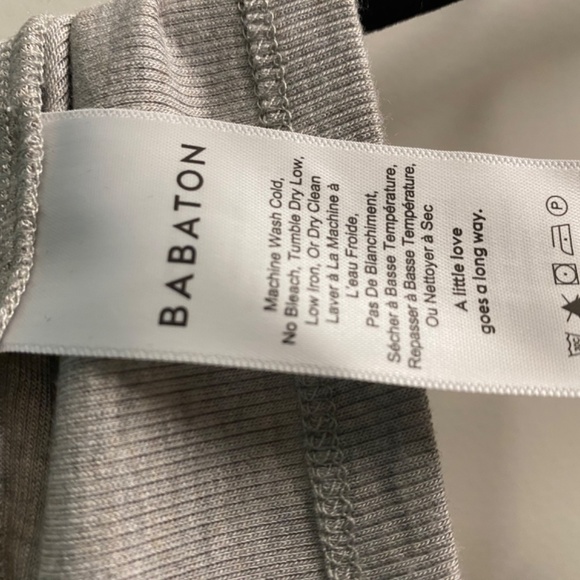 BABATON
Machine Wash Cold,
No Bleach, Tumble Dry Low,
Low Iron, Or Dry Clean
Laver à La Machine à
L'eau Froide,
Pas De Blanchiment,
Sécher à Basse Température,
Repasser à Basse Température,
Ou Nettoyer à Sec
A little love
goes a long way.
P